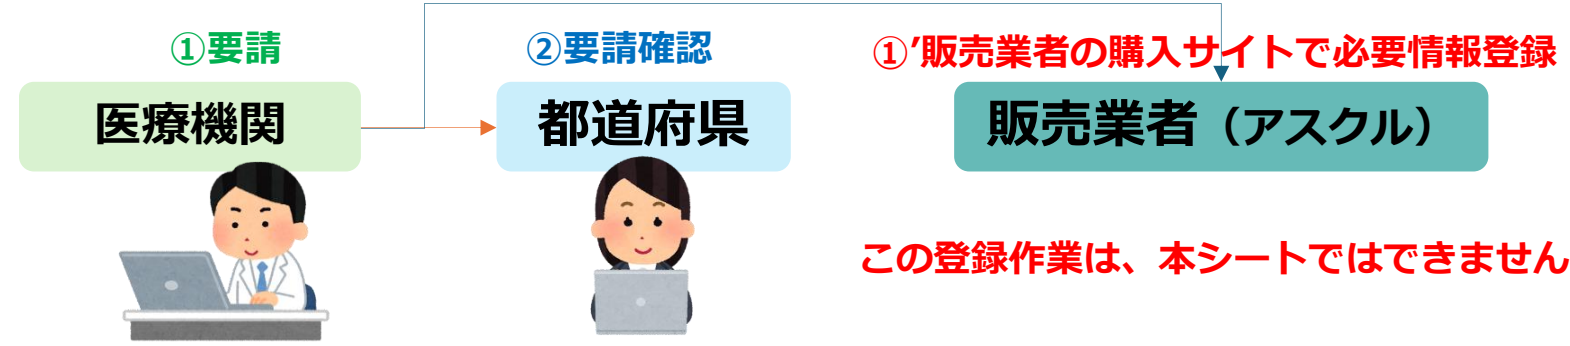 ①要請
②要請確認
①’販売業者の購入サイトで必要情報登録
医療機関
都道府県
販売業者（アスクル）
この登録作業は、本シートではできません